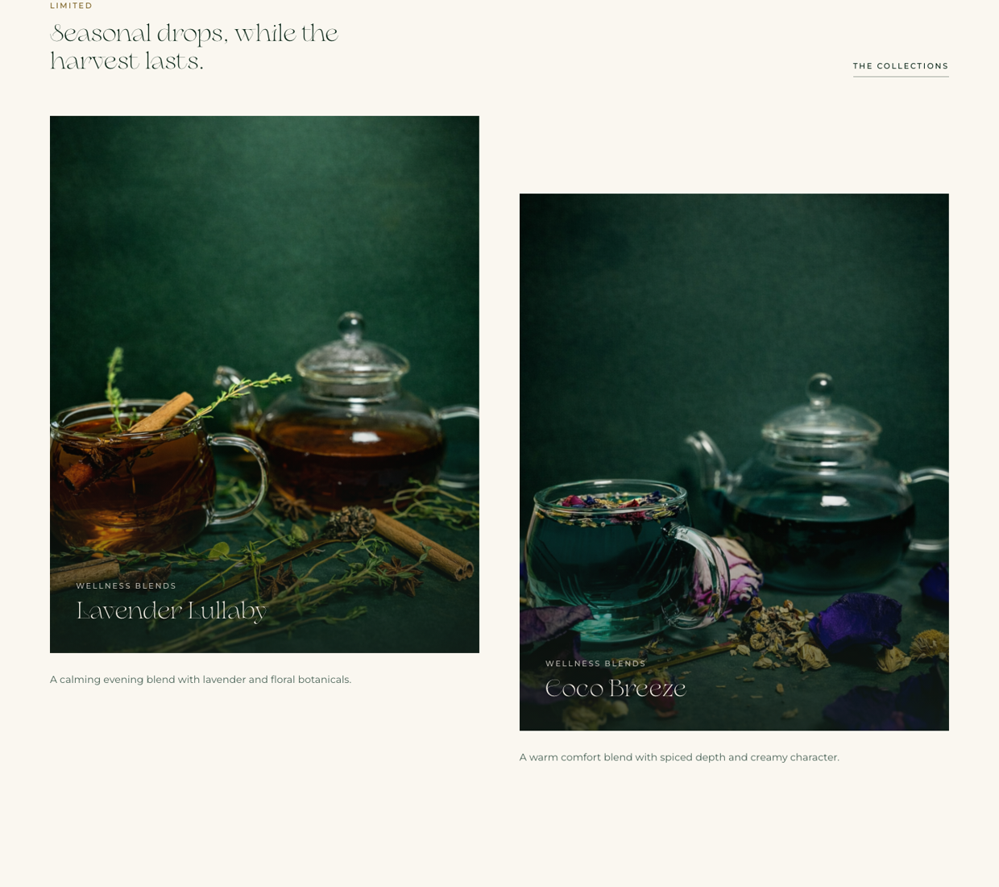 LIMITED
Seasonal drops, while the
harvest lasts.
THE COLLECTIONS
WELLNESS BLENDS
Lavender Lullaby
A calming evening blend with lavender and floral botanicals.
WELLNESS BLENDS
Coco Breeze
A warm comfort blend with spiced depth and creamy character.